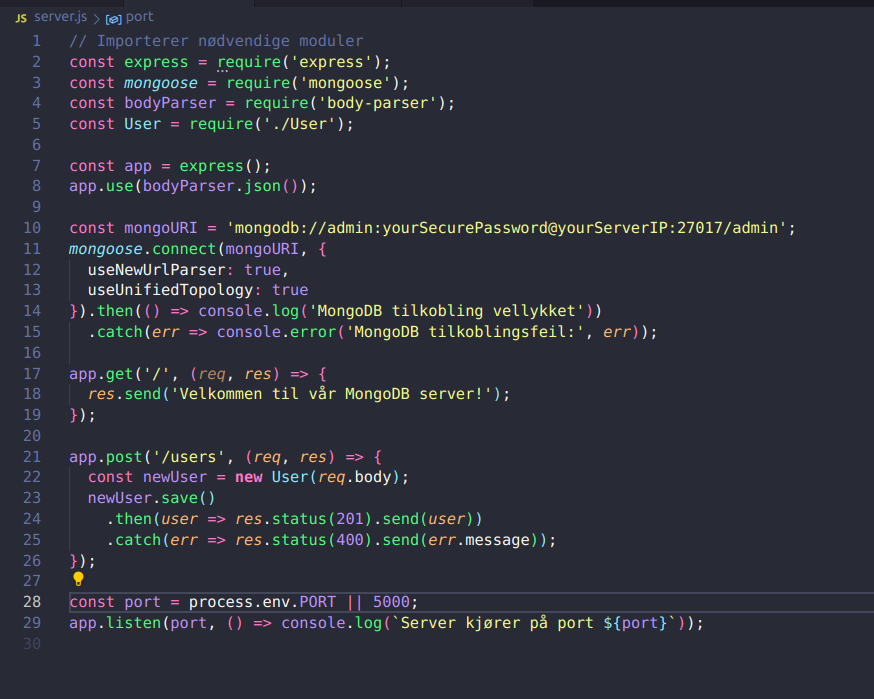 JS server.js > port
1 // Importerer nødvendige moduler
2 const express = require('express');
3 const mongoose = require('mongoose');
4 const bodyParser = require('body-parser');
5 const User = require('./User');
6
7 const app = express();
8 app.use(bodyParser.json());
9
10 const mongoURI = 'mongodb://admin:yourSecurePassword@yourServerIP:27017/admin';
11 mongoose.connect(mongoURI, {
12   useNewUrlParser: true,
13   useUnifiedTopology: true
14 }).then(() => console.log('MongoDB tilkobling vellykket'))
15   .catch(err => console.error('MongoDB tilkoblingsfeil:', err));
16
17 app.get('/', (req, res) => {
18   res.send('Velkommen til vår MongoDB server!');
19 });
20
21 app.post('/users', (req, res) => {
22   const newUser = new User(req.body);
23   newUser.save()
24     .then(user => res.status(201).send(user))
25     .catch(err => res.status(400).send(err.message));
26 });
27
28 const port = process.env.PORT || 5000;
29 app.listen(port, () => console.log(`Server kjører på port ${port}`));
30